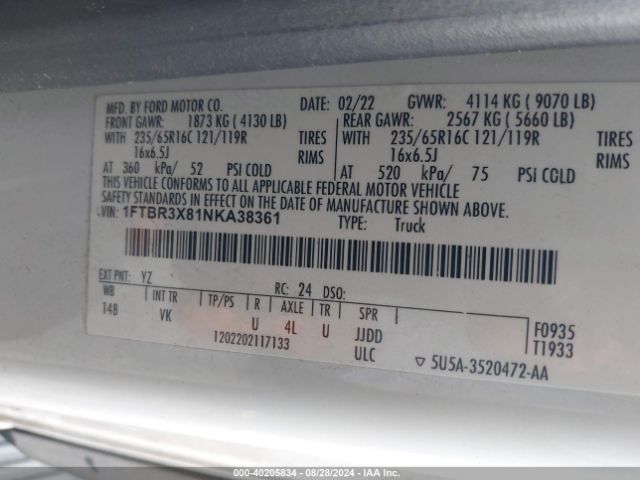 MFD. BY FORD MOTOR CO. DATE: 02/22 GVWR: 4114 KG ( 9070 LB)
FRONT GAWR: 1873 KG ( 4130 LB) REAR GAWR: 2567 KG ( 5660 LB)
WITH 235/65R16C 121/119R TIRES WITH 235/65R16C 121/119R TIRES
16x6.5J RIMS 16x6.5J RIMS
AT 360 kPa/ 52 PSI COLD AT 520 kPa/ 75 PSi COLD
THIS VEHICLE CONFORMS TO ALL APPLICABLE FEDERAL MOTOR VEHICLE
SAFETY STANDARDS IN EFFECT ON THE DATE OF MANUFACTURE SHOWN ABOVE.
VIN: 1FTBR3X81NKA38361 TYPE: Truck
EXT PNT: YZ RC: 24 DSO:
WB INT TR TP/PS R AXLE TR SPR
148 VK U 4L U JJDD F0935
1202202117133 ULC T1933
▽ 5U5A-3520472-AA
000-40205834 - 08/28/2024 - IAA Inc.